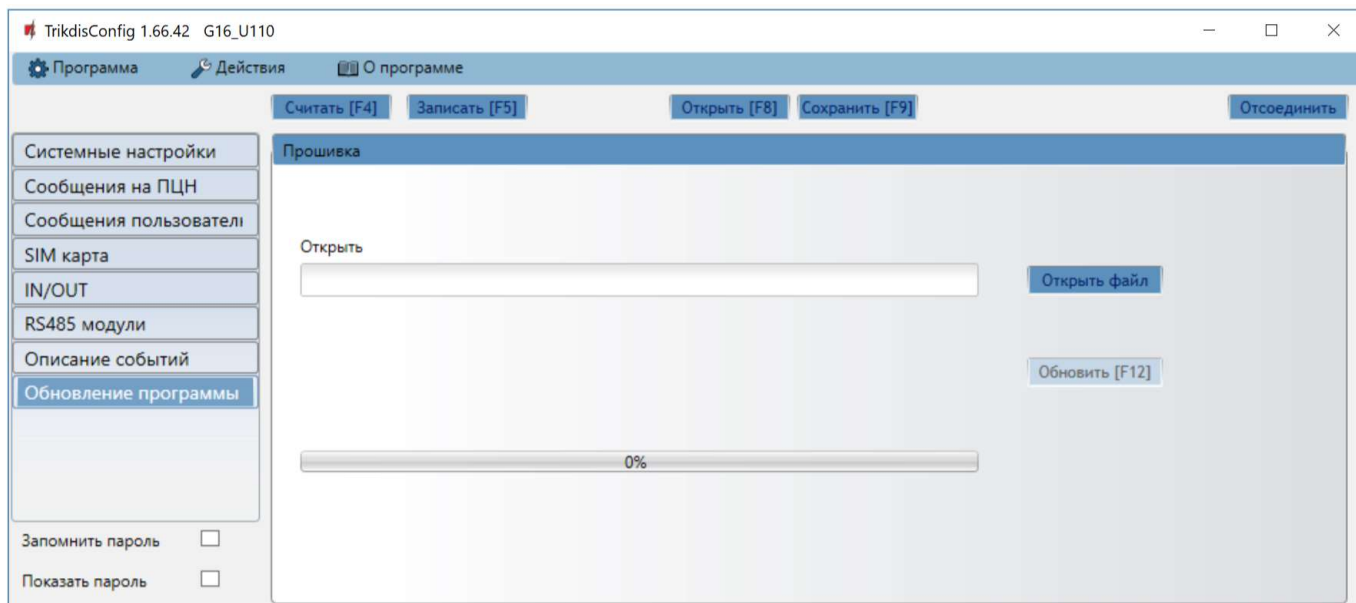 TrikdisConfig 1.66.42 G16_U110
Программа Действия О программе
Считать [F4] Записать [F5] Открыть [F8] Сохранить [F9] Отсоединить
Системные настройки
Прошивка
Сообщения на ПЦН
Сообщения пользовател
Открыть
SIM карта
Открыть файл
IN/OUT
RS485 модули
Описание событий
Обновить [F12]
Обновление программы
0%
Запомнить пароль
Показать пароль